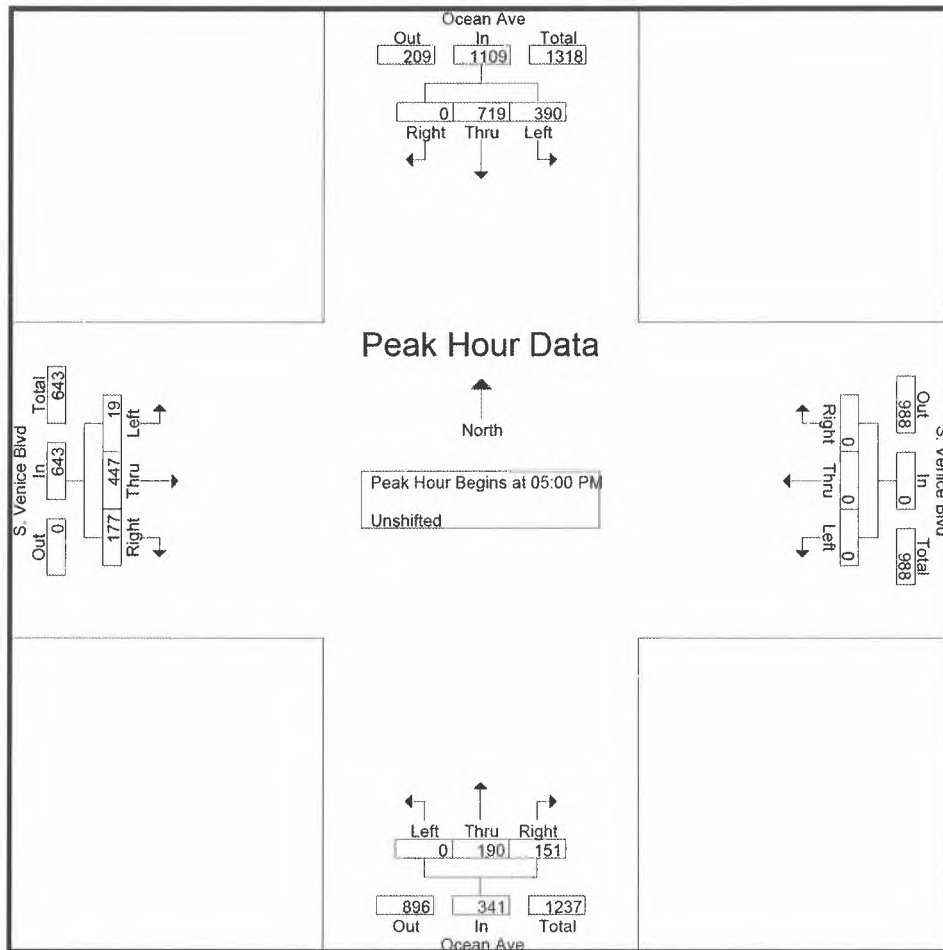 Ocean Ave
Out In Total
209 1109 1318
0 719 390
Right Thru Left
Peak Hour Data
North
Peak Hour Begins at 05:00 PM
Unshifted
S. Venice Blvd
Total In Out
643 643 0
19 447 177
Left Thru Right
Right Thru Left
0 0 0
Out In Total
988 0 988
S. Venice Blvd
Left Thru Right
0 190 151
896 341 1237
Out In Total
Ocean Ave